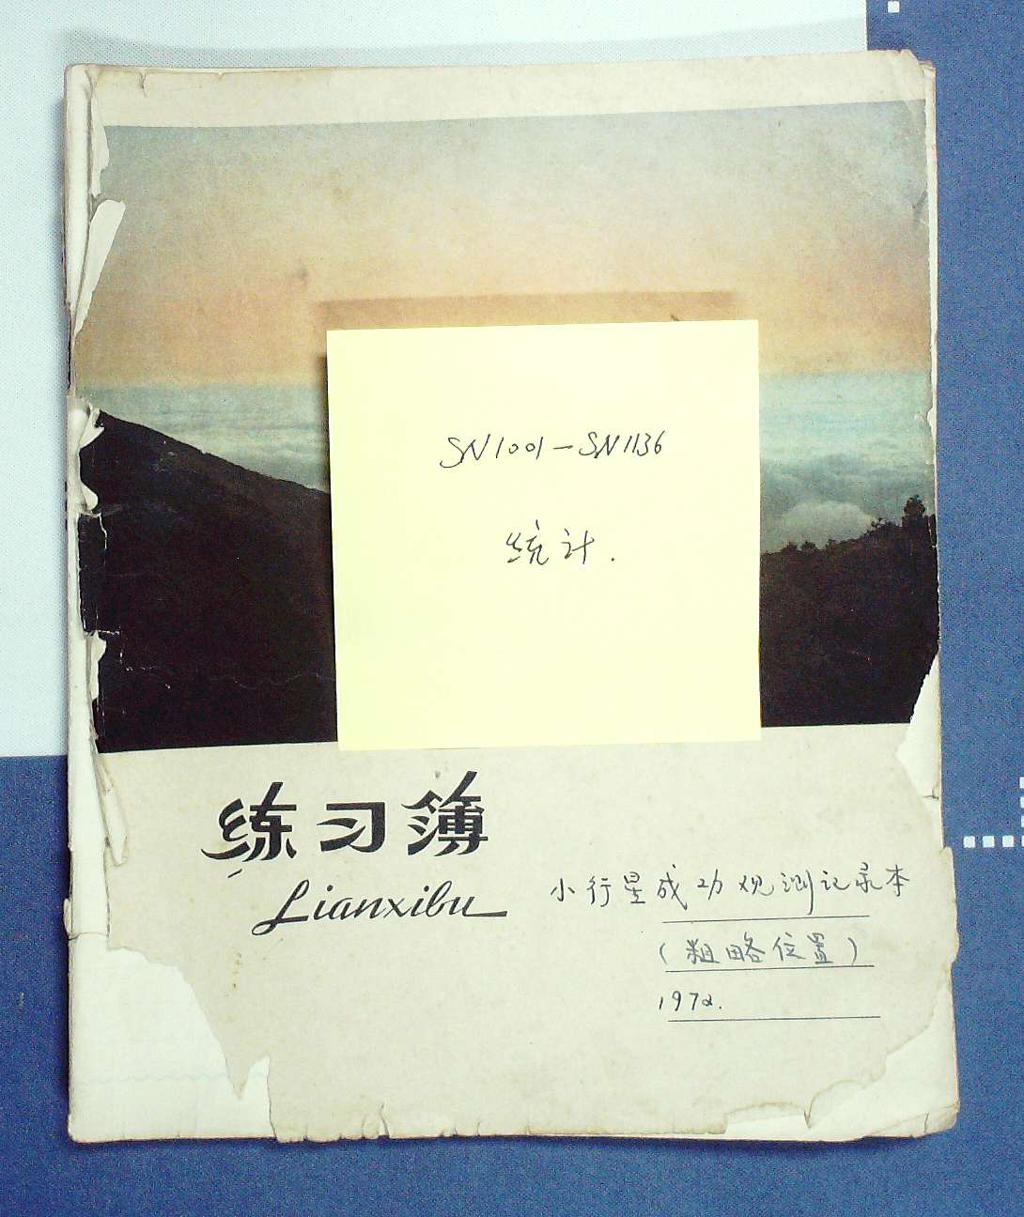 SN1001-SN1136
统计.
练习簿
Lianxibu
小行星成功观测记录本
(粗略位置)
1972.